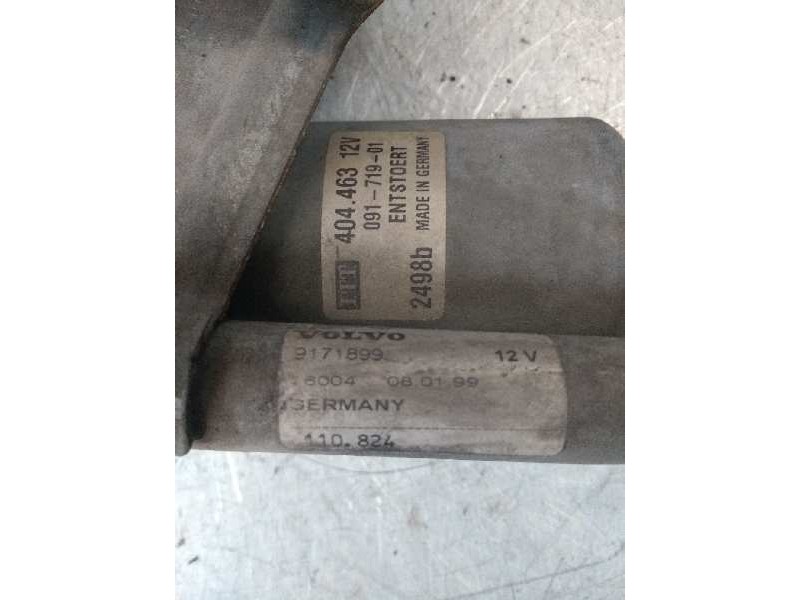 404.463 12V
091-719-01
ENTSTOERT
2498b MADE IN GERMANY
VOLVO
9171899 12 V
8004 08.01.99
GERMANY
110.824